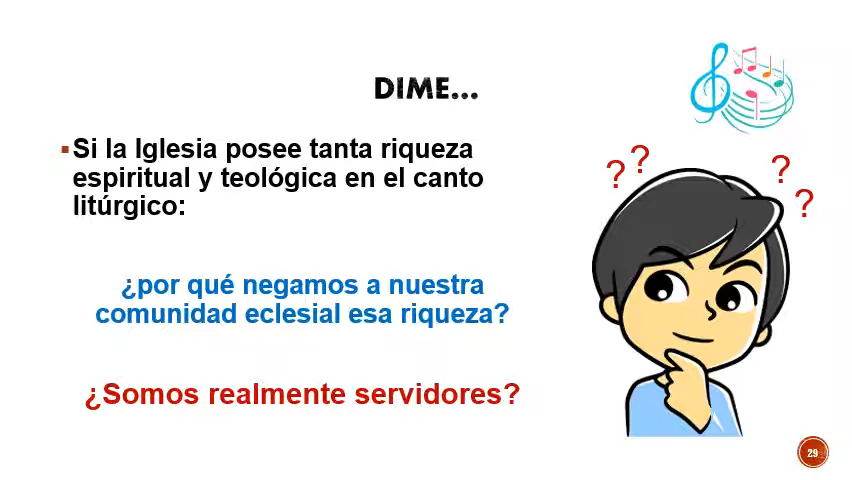 DIME...
Si la Iglesia posee tanta riqueza
espiritual y teológica en el canto
litúrgico:
¿por qué negamos a nuestra
comunidad eclesial esa riqueza?
¿Somos realmente servidores?
? ?
? ?
29